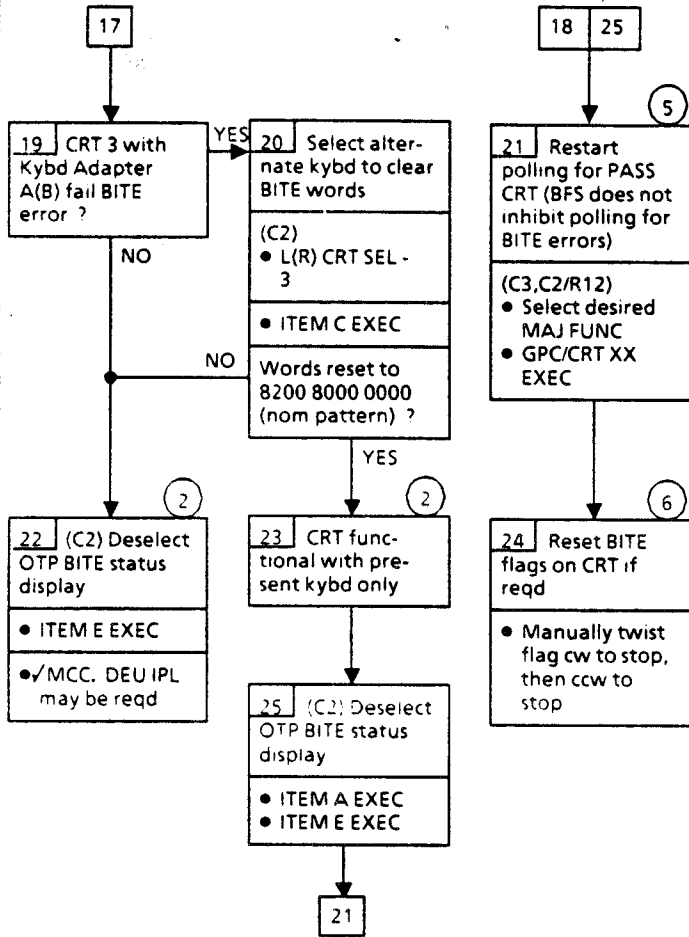 17
19 CRT 3 with
Kybd Adapter
A(B) fail BITE
error ?
YES
NO
20 Select alter-
nate kybd to clear
BITE words
(C2)
• L(R) CRT SEL -
3
• ITEM C EXEC
Words reset to
8200 8000 0000
(nom pattern) ?
NO
YES
2
22 (C2) Deselect
OTP BITE status
display
• ITEM E EXEC
•√MCC. DEU IPL
may be reqd
2
23 CRT func-
tional with pre-
sent kybd only
25 (C2) Deselect
OTP BITE status
display
• ITEM A EXEC
• ITEM E EXEC
21
18 25
5
21 Restart
polling for PASS
CRT (BFS does not
inhibit polling for
BITE errors)
(C3,C2/R12)
• Select desired
MAJ FUNC
• GPC/CRT XX
EXEC
6
24 Reset BITE
flags on CRT if
reqd
• Manually twist
flag cw to stop,
then ccw to
stop